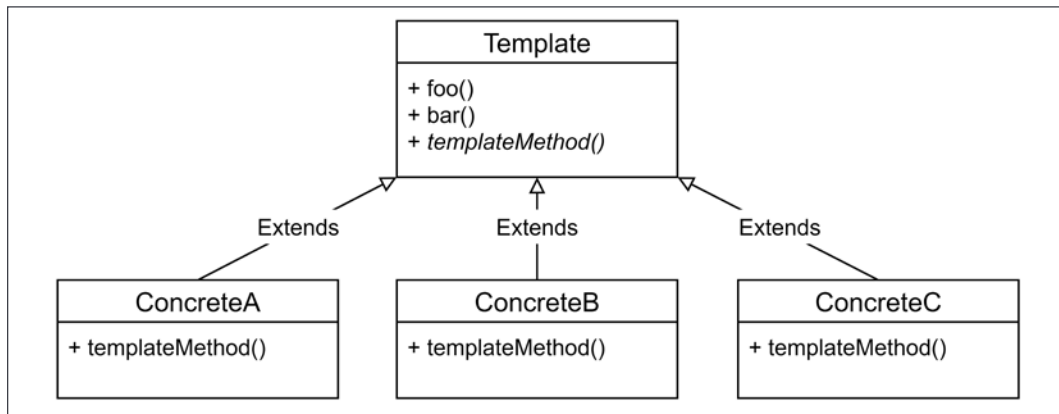 Template
+ foo()
+ bar()
+ templateMethod()
Extends
Extends
Extends
ConcreteA
+ templateMethod()
ConcreteB
+ templateMethod()
ConcreteC
+ templateMethod()